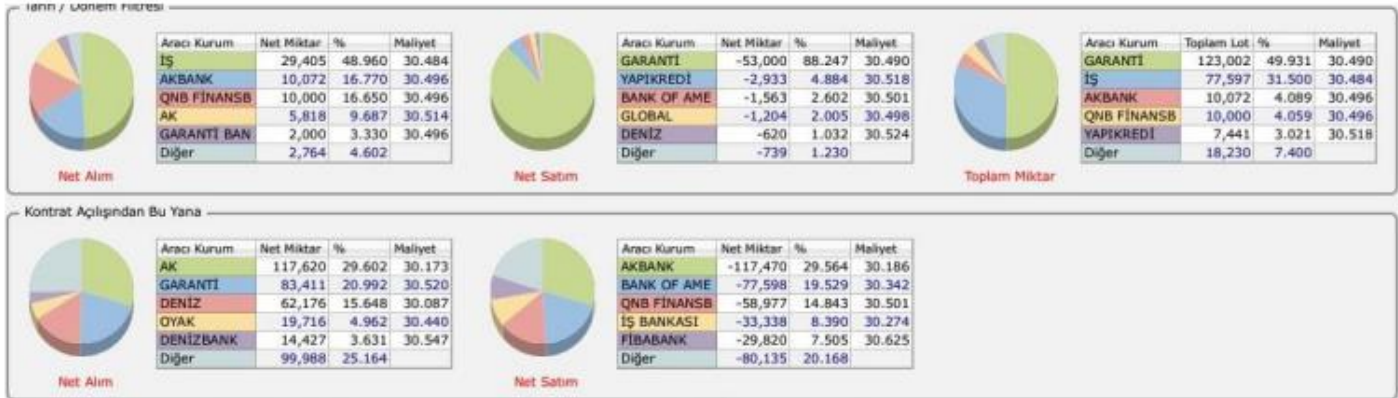 Tarih / Dönem Filtresi
Aracı Kurum Net Miktar % Maliyet
İŞ 29,405 48.960 30.484
AKBANK 10,072 16.770 30.496
QNB FİNANSB 10,000 16.650 30.496
AK 5,818 9.687 30.514
GARANTİ BAN 2,000 3.330 30.496
Diğer 2,764 4.602
Net Alım
Aracı Kurum Net Miktar % Maliyet
GARANTİ -53,000 88.247 30.490
YAPIKREDİ -2,933 4.884 30.518
BANK OF AME -1,563 2.602 30.501
GLOBAL -1,204 2.005 30.498
DENİZ -620 1.032 30.524
Diğer -739 1.230
Net Satım
Aracı Kurum Toplam Lot % Maliyet
GARANTİ 123,002 49.931 30.490
İŞ 77,597 31.500 30.484
AKBANK 10,072 4.089 30.496
QNB FİNANSB 10,000 4.059 30.496
YAPIKREDİ 7,441 3.021 30.518
Diğer 18,230 7.400
Toplam Miktar
Kontrat Açılışından Bu Yana
Aracı Kurum Net Miktar % Maliyet
AK 117,620 29.602 30.173
GARANTİ 83,411 20.992 30.520
DENİZ 62,176 15.648 30.087
OYAK 19,716 4.962 30.440
DENİZBANK 14,427 3.631 30.547
Diğer 99,988 25.164
Net Alım
Aracı Kurum Net Miktar % Maliyet
AKBANK -117,470 29.564 30.186
BANK OF AME -77,598 19.529 30.342
QNB FİNANSB -58,977 14.843 30.501
İŞ BANKASI -33,338 8.390 30.274
FİBABANK -29,820 7.505 30.625
Diğer -80,135 20.168
Net Satım